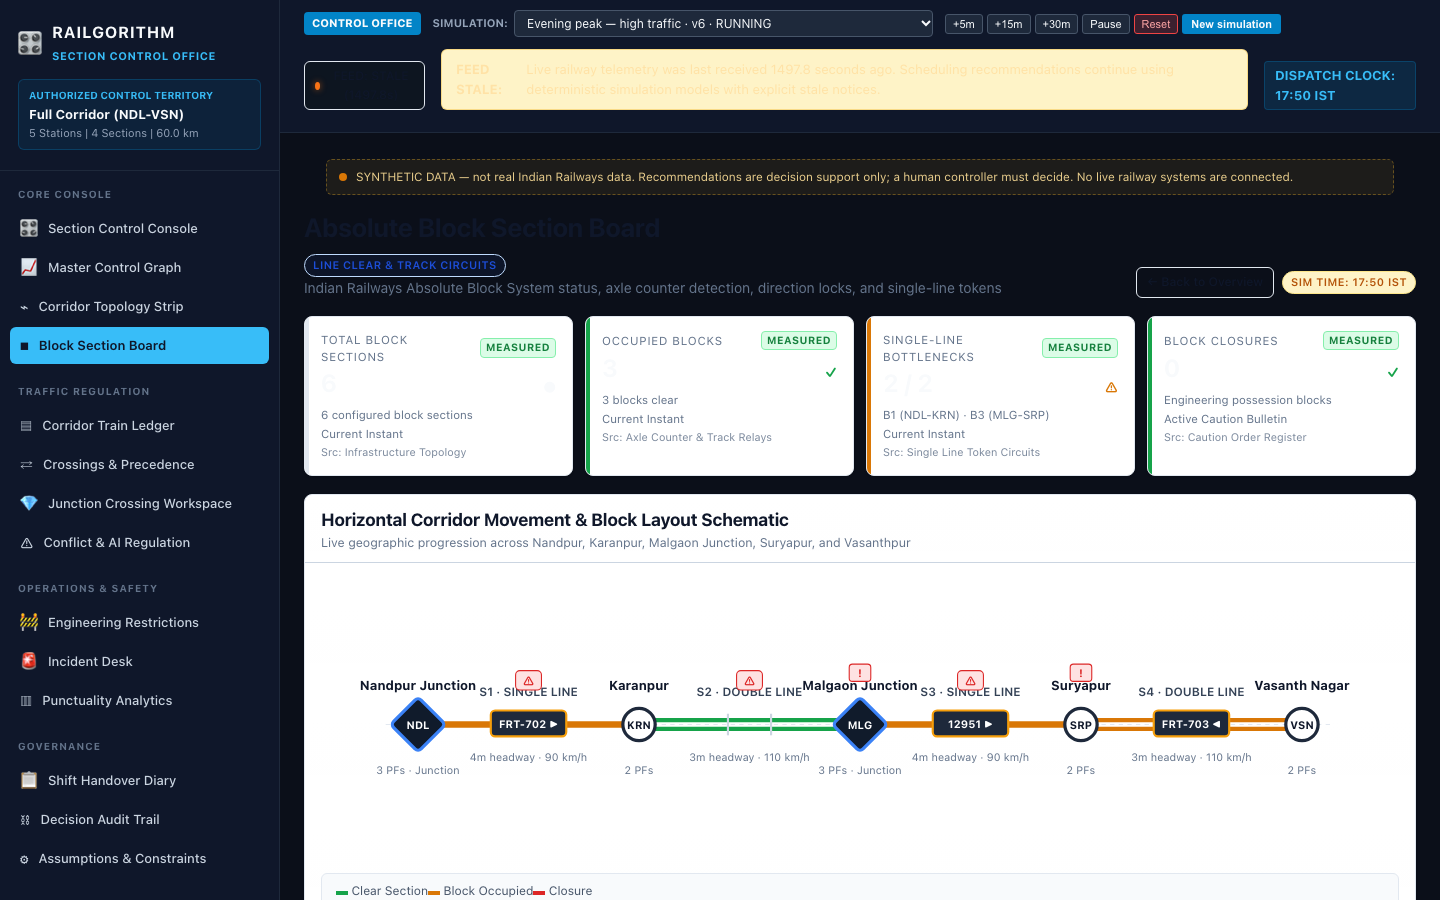 RAILGORITHM
SECTION CONTROL OFFICE
AUTHORIZED CONTROL TERRITORY
Full Corridor (NDL-VSN)
5 Stations | 4 Sections | 60.0 km
CORE CONSOLE
Section Control Console
Master Control Graph
Corridor Topology Strip
Block Section Board
TRAFFIC REGULATION
Corridor Train Ledger
Crossings & Precedence
Junction Crossing Workspace
Conflict & AI Regulation
OPERATIONS & SAFETY
Engineering Restrictions
Incident Desk
Punctuality Analytics
GOVERNANCE
Shift Handover Diary
Decision Audit Trail
Assumptions & Constraints
CONTROL OFFICE
SIMULATION:
Evening peak — high traffic · v6 · RUNNING
+5m
+15m
+30m
Pause
Reset
New simulation
FEED STALE:
Live railway telemetry was last received 1497.8 seconds ago. Scheduling recommendations continue using
deterministic simulation models with explicit stale notices.
DISPATCH CLOCK:
17:50 IST
SYNTHETIC DATA — not real Indian Railways data. Recommendations are decision support only; a human controller must decide. No live railway systems are connected.
Absolute Block Section Board
LINE CLEAR & TRACK CIRCUITS
Indian Railways Absolute Block System status, axle counter detection, direction locks, and single-line tokens
SIM TIME: 17:50 IST
TOTAL BLOCK SECTIONS
MEASURED
6
6 configured block sections
Current Instant
Src: Infrastructure Topology
OCCUPIED BLOCKS
MEASURED
3
3 blocks clear
Current Instant
Src: Axle Counter & Track Relays
SINGLE-LINE BOTTLENECKS
MEASURED
2 / 2
B1 (NDL-KRN) · B3 (MLG-SRP)
Current Instant
Src: Single Line Token Circuits
BLOCK CLOSURES
MEASURED
0
Engineering possession blocks
Active Caution Bulletin
Src: Caution Order Register
Horizontal Corridor Movement & Block Layout Schematic
Live geographic progression across Nandpur, Karanpur, Malgaon Junction, Suryapur, and Vasanthpur
Nandpur Junction
S1 · SINGLE LINE
Karanpur
S2 · DOUBLE LINE
Malgaon Junction
S3 · SINGLE LINE
Suryapur
S4 · DOUBLE LINE
Vasanth Nagar
NDL
FRT-702 ▶
KRN
MLG
12951 ▶
SRP
FRT-703 ◀
VSN
4m headway · 90 km/h
3m headway · 110 km/h
4m headway · 90 km/h
3m headway · 110 km/h
3 PFs · Junction
2 PFs
3 PFs · Junction
2 PFs
2 PFs
Clear Section
Block Occupied
Closure